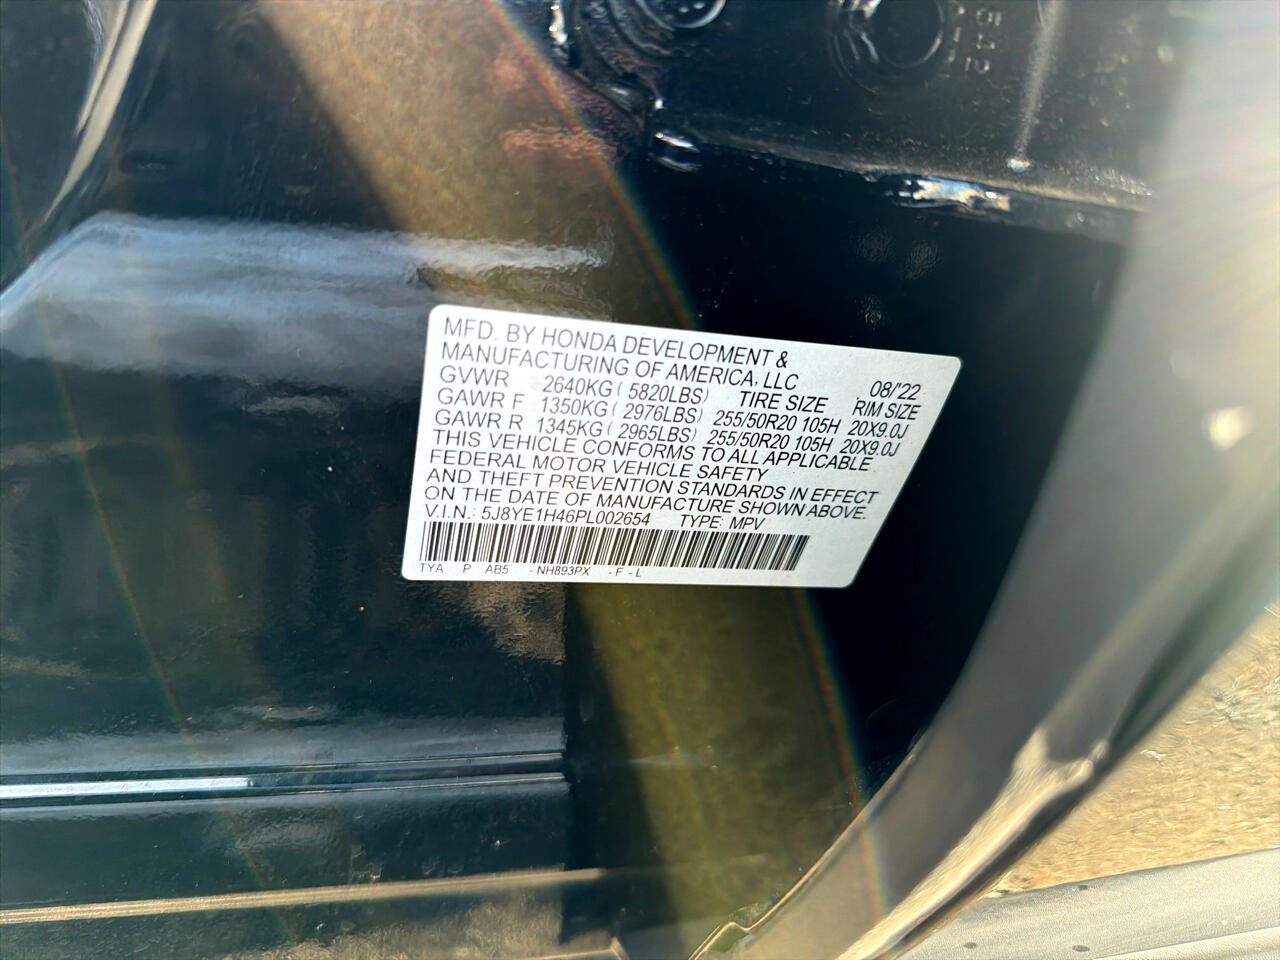 MFD. BY HONDA DEVELOPMENT &
MANUFACTURING OF AMERICA, LLC 08/'22
GVWR 2640KG ( 5820LBS) TIRE SIZE RIM SIZE
GAWR F 1350KG ( 2976LBS) 255/50R20 105H 20X9.0J
GAWR R 1345KG ( 2965LBS) 255/50R20 105H 20X9.0J
THIS VEHICLE CONFORMS TO ALL APPLICABLE
FEDERAL MOTOR VEHICLE SAFETY
AND THEFT PREVENTION STANDARDS IN EFFECT
ON THE DATE OF MANUFACTURE SHOWN ABOVE.
V.I.N.: 5J8YE1H46PL002654 TYPE: MPV
TYA P AB5 - NH893PX - F - L